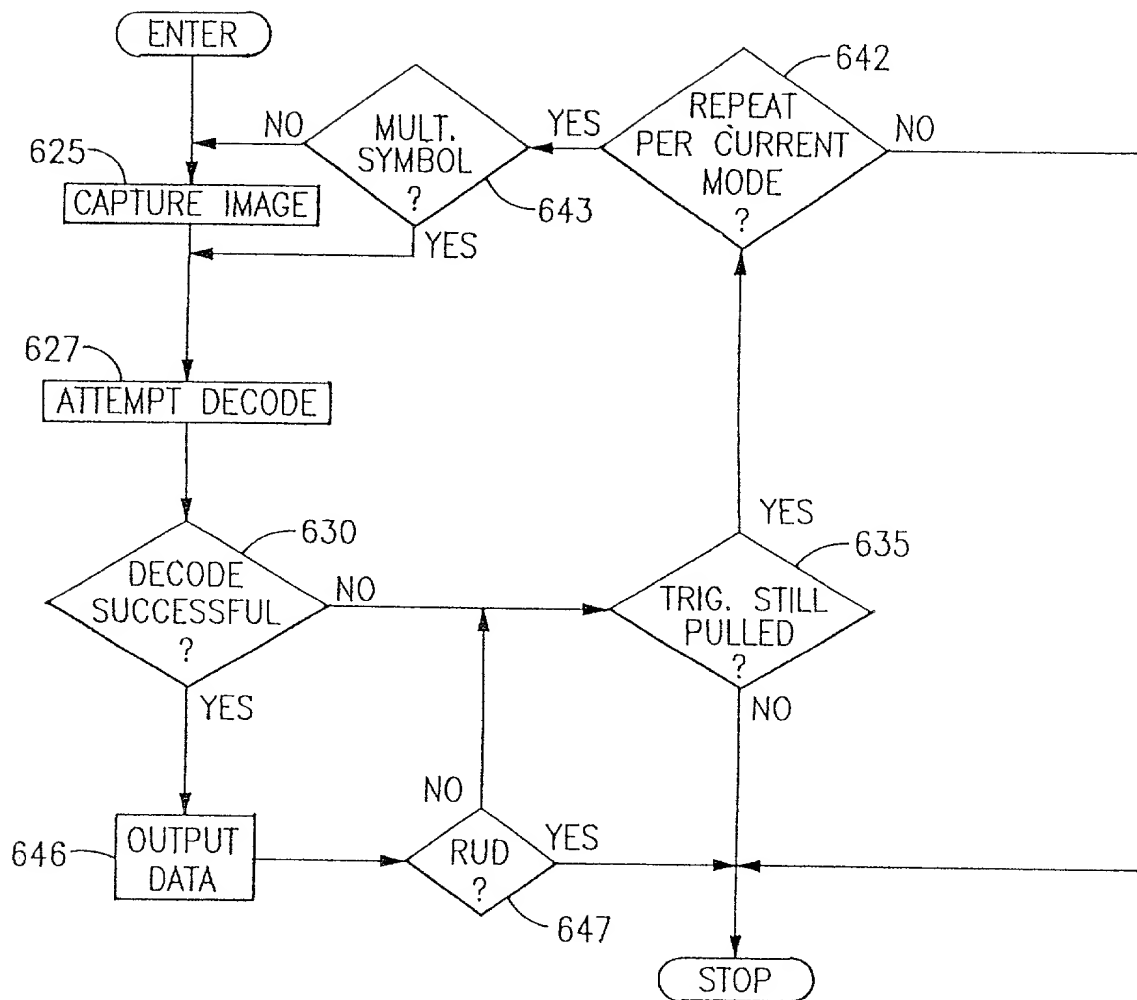 ENTER
642
REPEAT
PER CURRENT
MODE
?
NO
YES
MULT.
SYMBOL
?
643
NO
YES
625
CAPTURE IMAGE
627
ATTEMPT DECODE
630
DECODE
SUCCESSFUL
?
NO
YES
635
TRIG. STILL
PULLED
?
YES
NO
646
OUTPUT
DATA
NO
RUD
?
YES
647
STOP